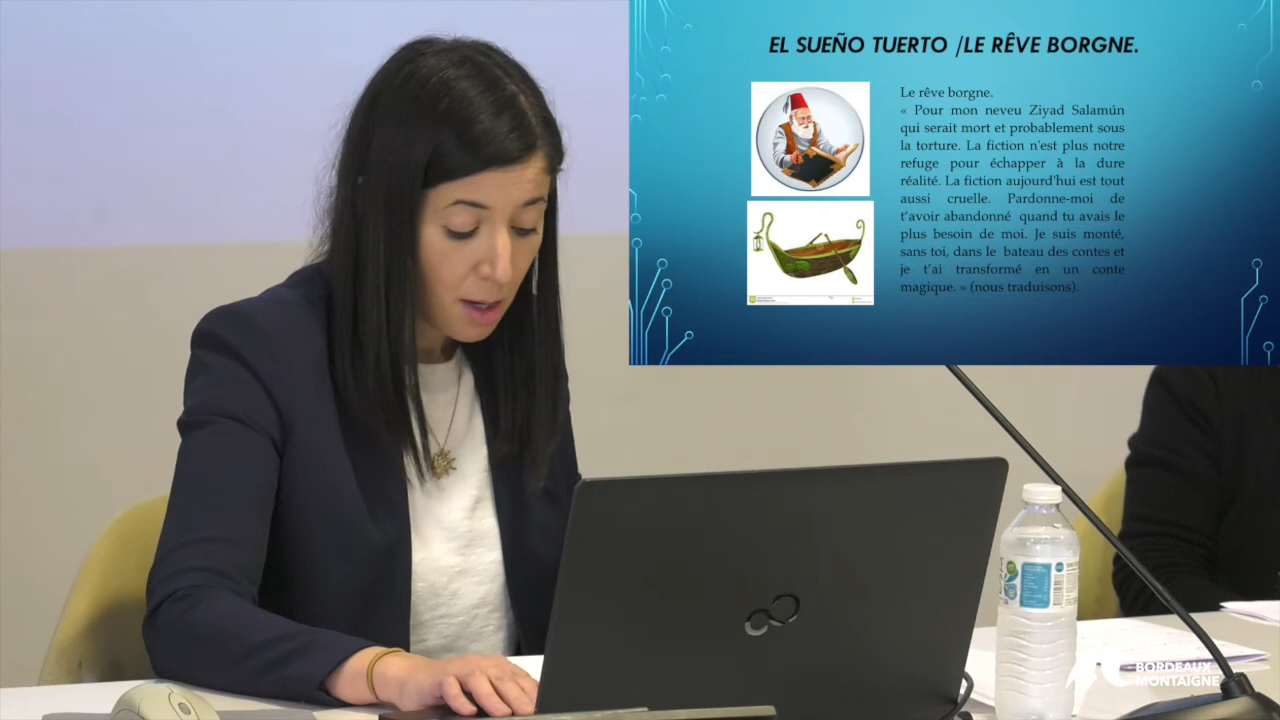 EL SUEÑO TUERTO /LE RÊVE BORGNE.
Le rêve borgne.
« Pour mon neveu Ziyad Salamún
qui serait mort et probablement sous
la torture. La fiction n'est plus notre
refuge pour échapper à la dure
réalité. La fiction aujourd'hui est tout
aussi cruelle. Pardonne-moi de
t’avoir abandonné quand tu avais le
plus besoin de moi. Je suis monté,
sans toi, dans le bateau des contes et
je t’ai transformé en un conte
magique. » (nous traduisons).
BORDEAUX
MONTAIGNE